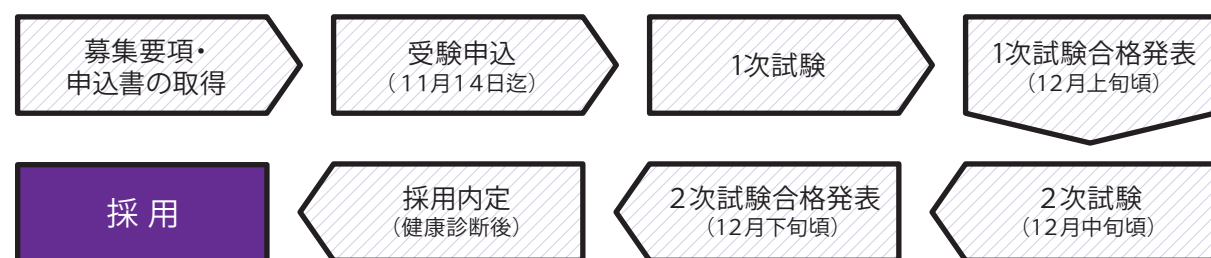 募集要項・
申込書の取得
受験申込
（11月14日迄）
1次試験
1次試験合格発表
（12月上旬頃）
2次試験
（12月中旬頃）
2次試験合格発表
（12月下旬頃）
採用内定
（健康診断後）
採 用